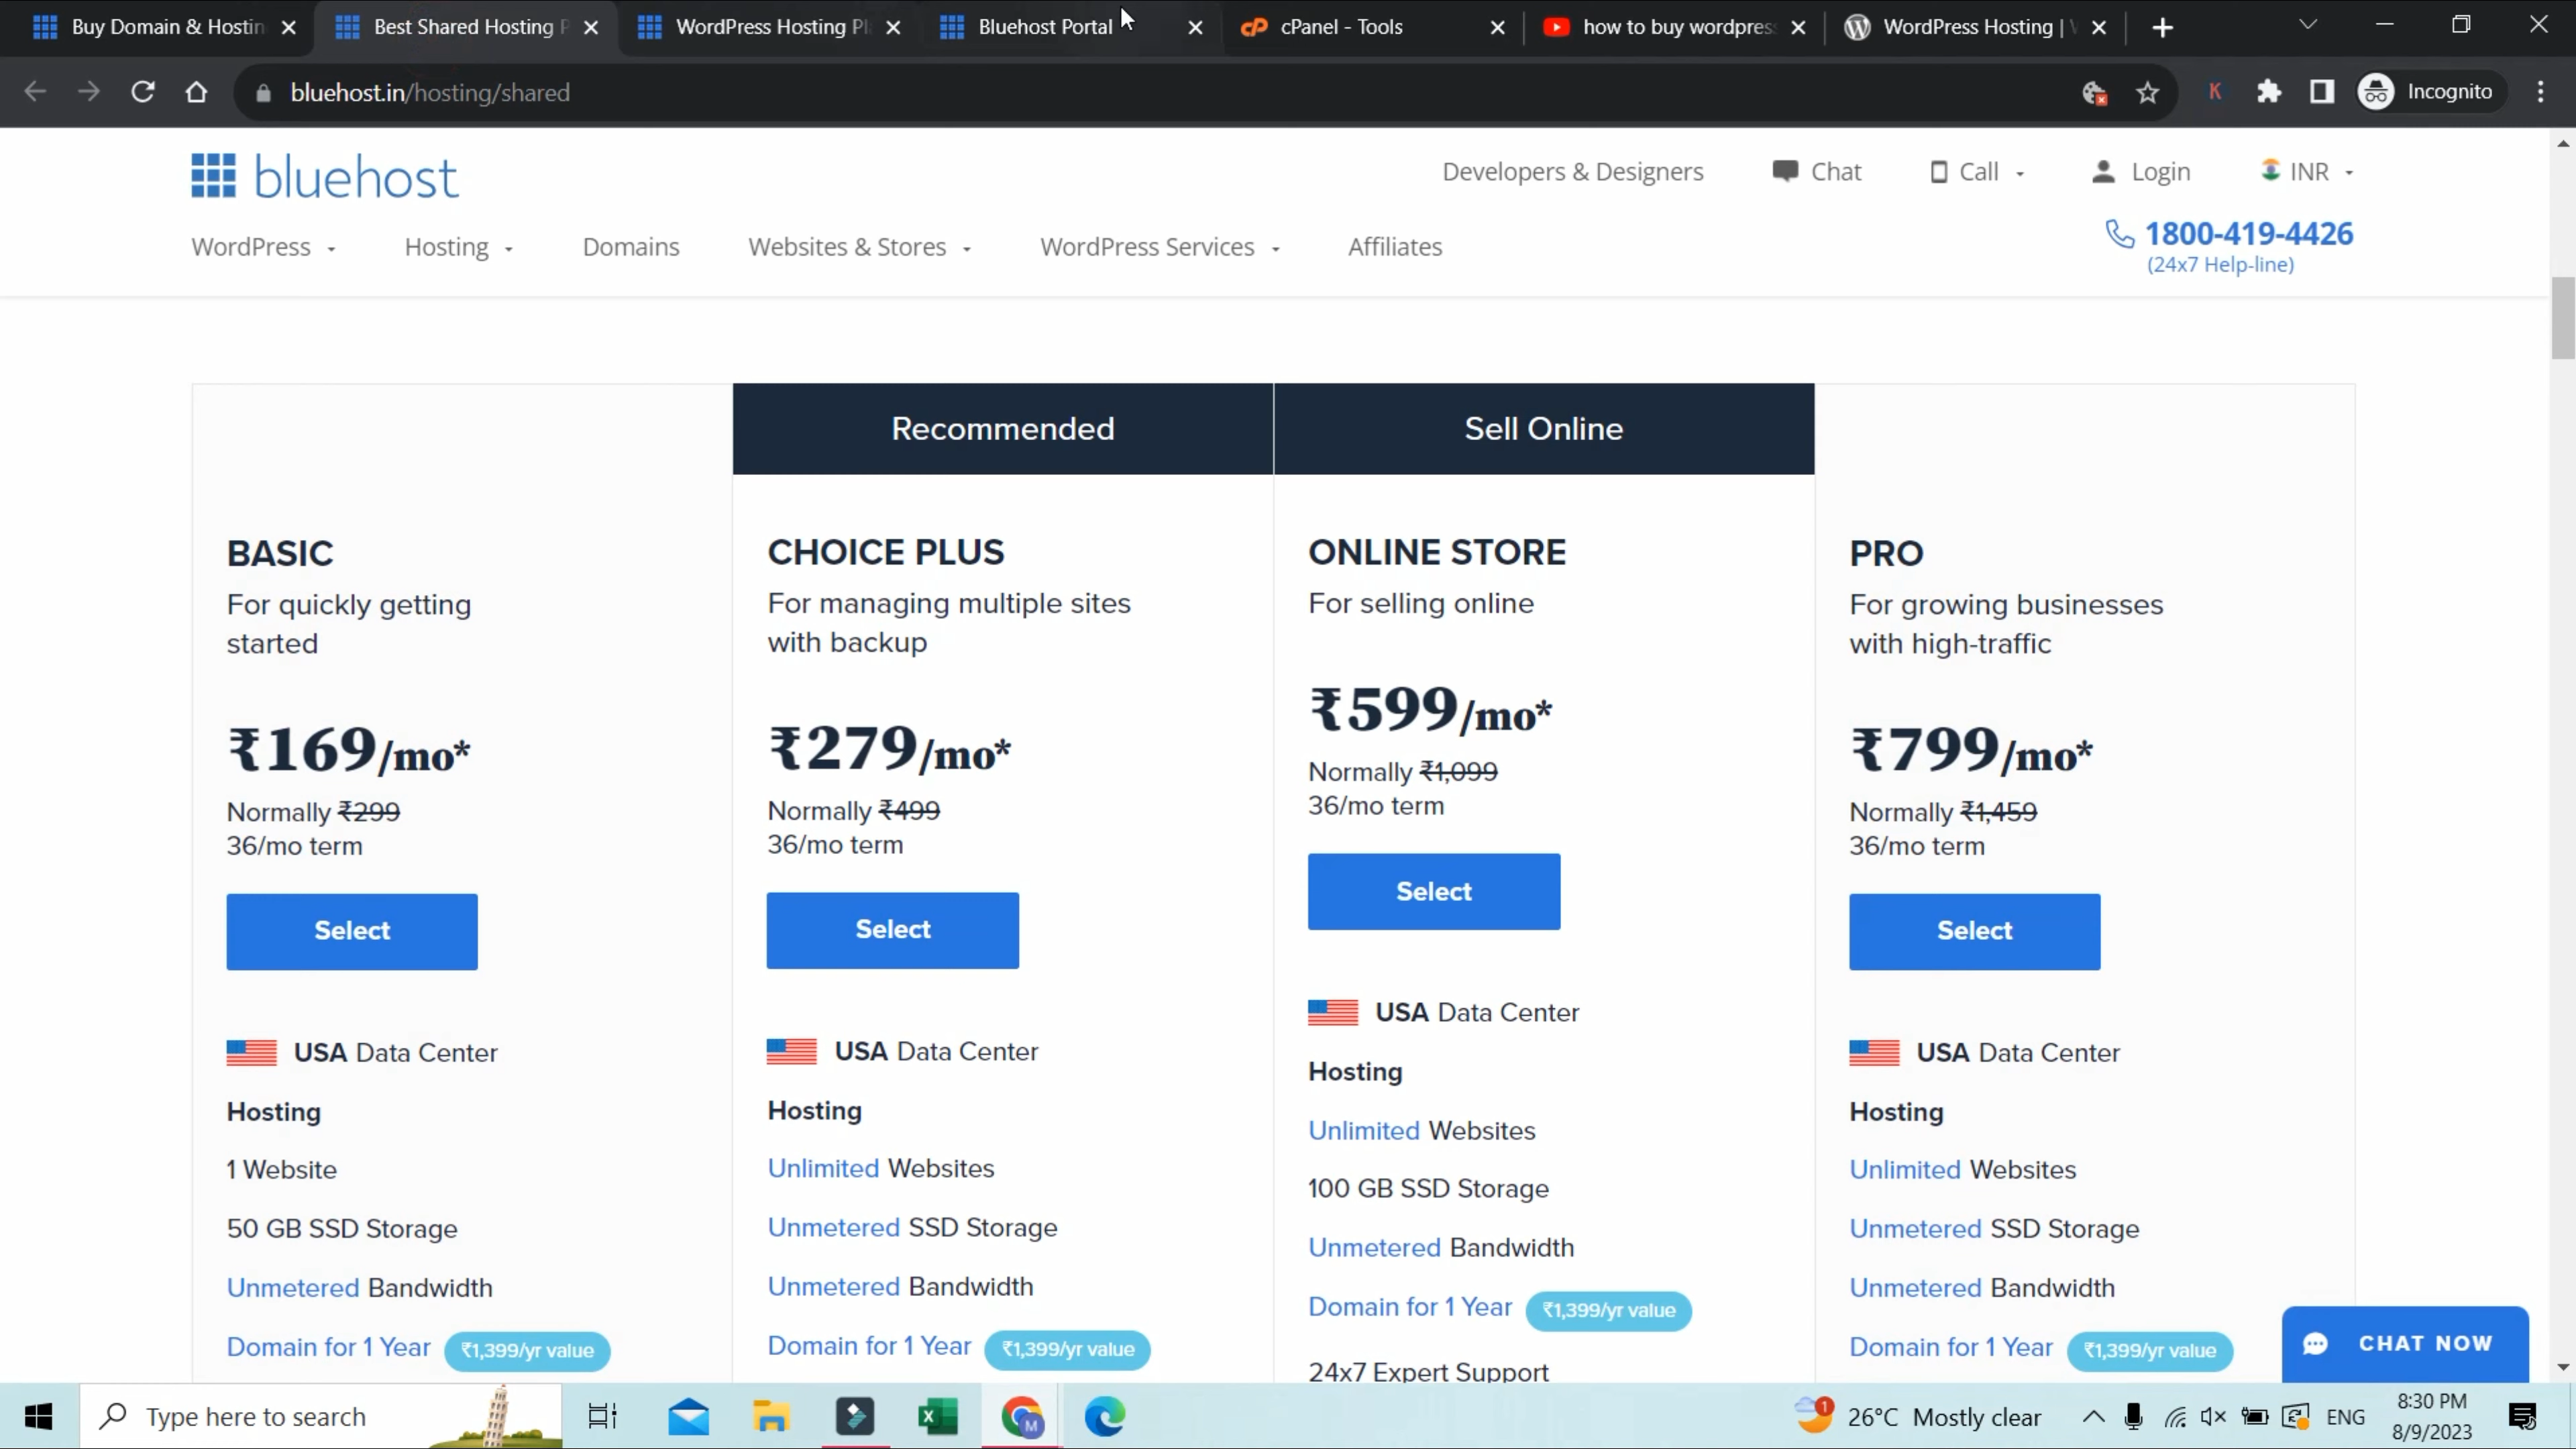 Buy Domain & Hostin
Best Shared Hosting P
WordPress Hosting Pl
Bluehost Portal
cPanel - Tools
how to buy wordpres
WordPress Hosting |
bluehost.in/hosting/shared
K
Incognito
bluehost
Developers & Designers
Chat
Call
Login
INR
WordPress
Hosting
Domains
Websites & Stores
WordPress Services
Affiliates
1800-419-4426
(24x7 Help-line)
Recommended
Sell Online
BASIC
For quickly getting
started
₹169/mo*
Normally ₹299
36/mo term
Select
USA Data Center
Hosting
1 Website
50 GB SSD Storage
Unmetered Bandwidth
Domain for 1 Year ₹1,399/yr value
CHOICE PLUS
For managing multiple sites
with backup
₹279/mo*
Normally ₹499
36/mo term
Select
USA Data Center
Hosting
Unlimited Websites
Unmetered SSD Storage
Unmetered Bandwidth
Domain for 1 Year ₹1,399/yr value
ONLINE STORE
For selling online
₹599/mo*
Normally ₹1,099
36/mo term
Select
USA Data Center
Hosting
Unlimited Websites
100 GB SSD Storage
Unmetered Bandwidth
Domain for 1 Year ₹1,399/yr value
24x7 Expert Support
PRO
For growing businesses
with high-traffic
₹799/mo*
Normally ₹1,459
36/mo term
Select
USA Data Center
Hosting
Unlimited Websites
Unmetered SSD Storage
Unmetered Bandwidth
Domain for 1 Year ₹1,399/yr value
CHAT NOW
Type here to search
M
1
26°C Mostly clear
ENG
8:30 PM
8/9/2023